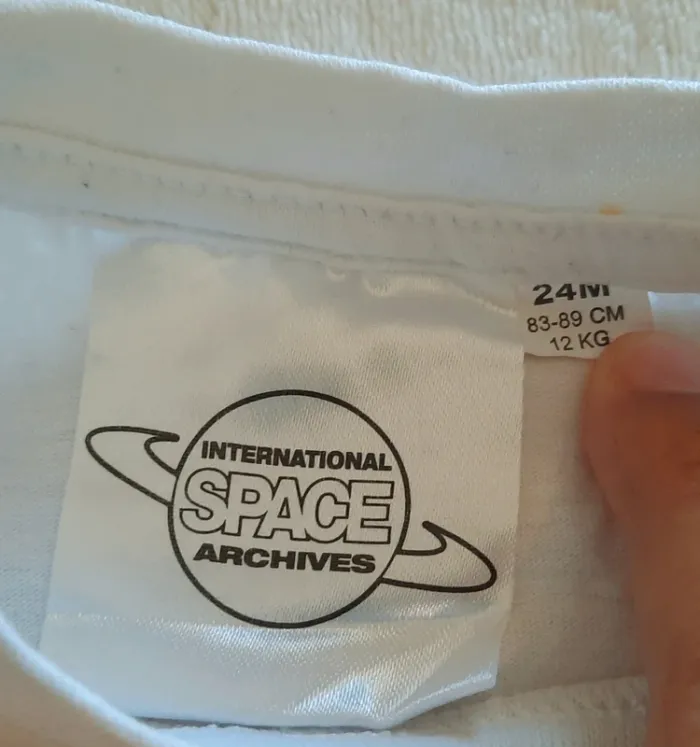 INTERNATIONAL
SPACE
ARCHIVES
24M
83-89 CM
12 KG